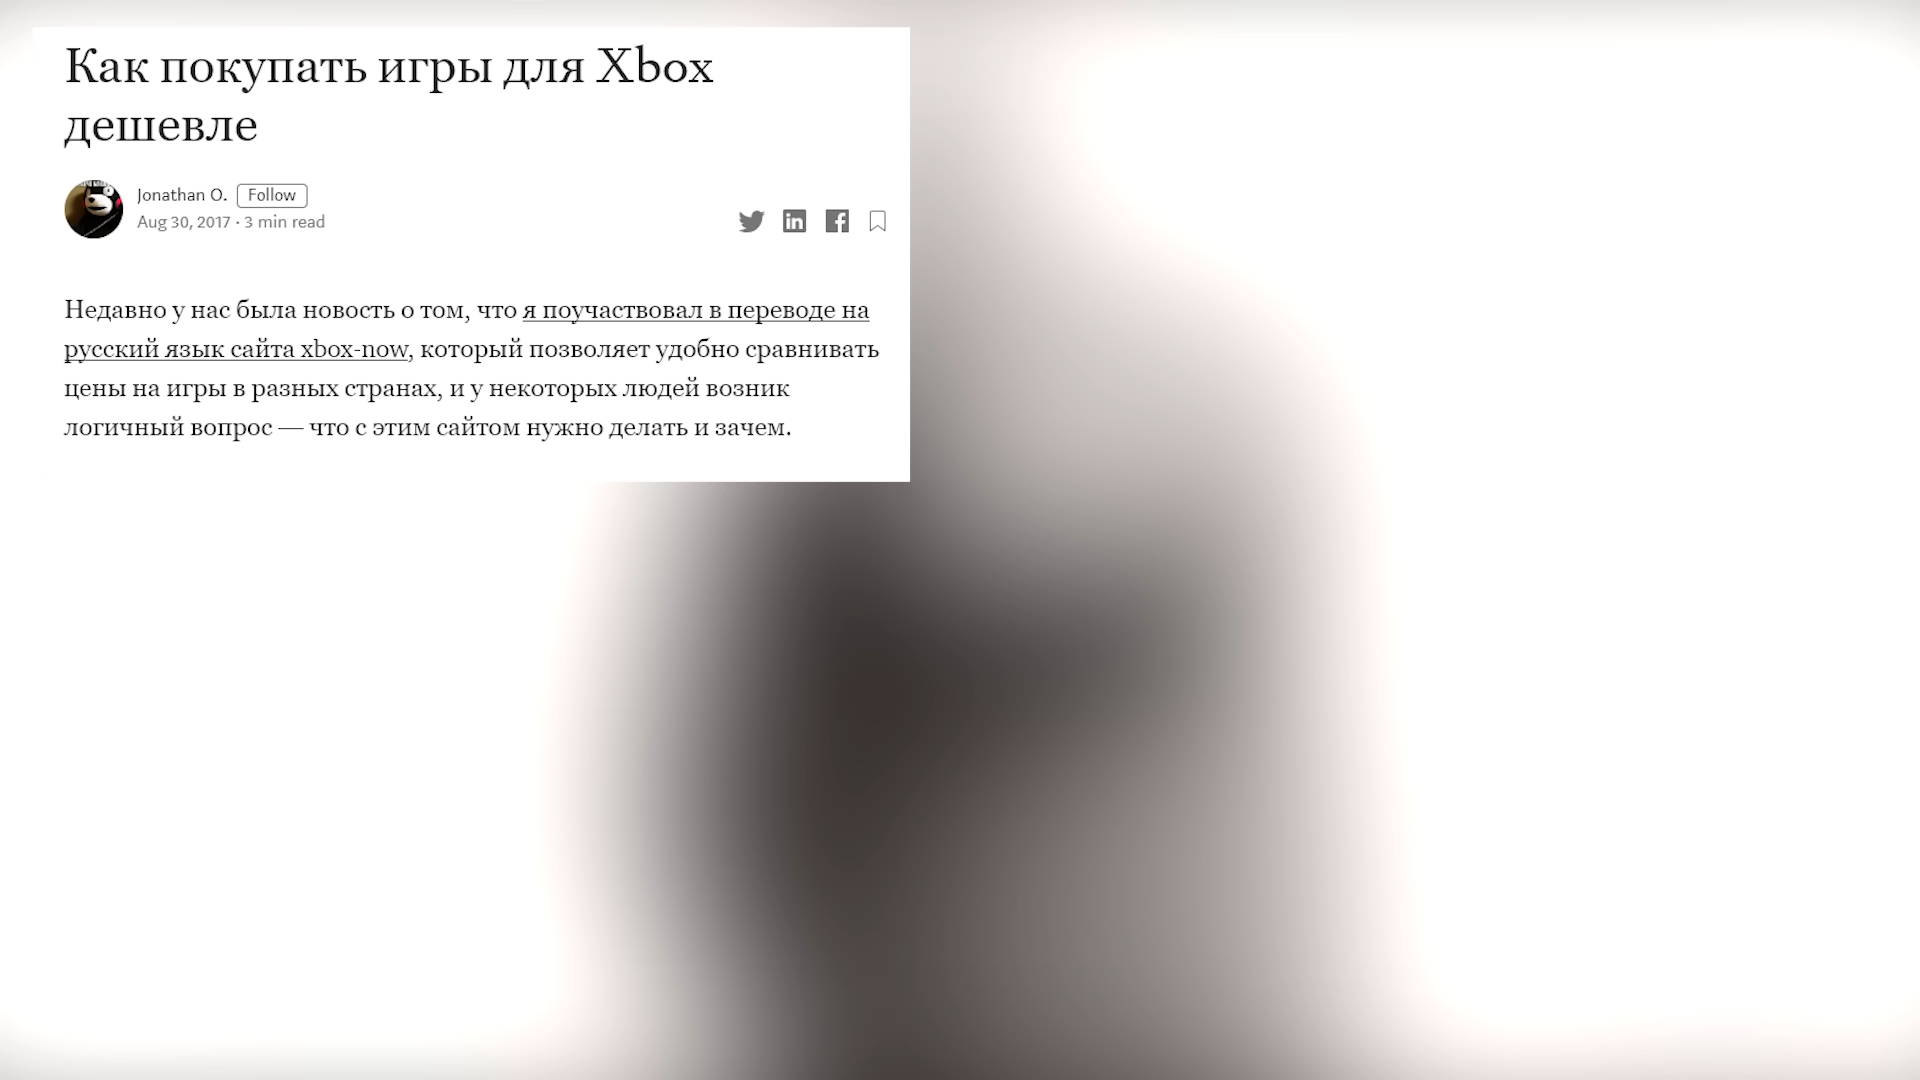 Как покупать игры для Xbox
дешевле
Jonathan O. Follow
Aug 30, 2017 · 3 min read
Недавно у нас была новость о том, что я поучаствовал в переводе на
русский язык сайта xbox-now, который позволяет удобно сравнивать
цены на игры в разных странах, и у некоторых людей возник
логичный вопрос — что с этим сайтом нужно делать и зачем.